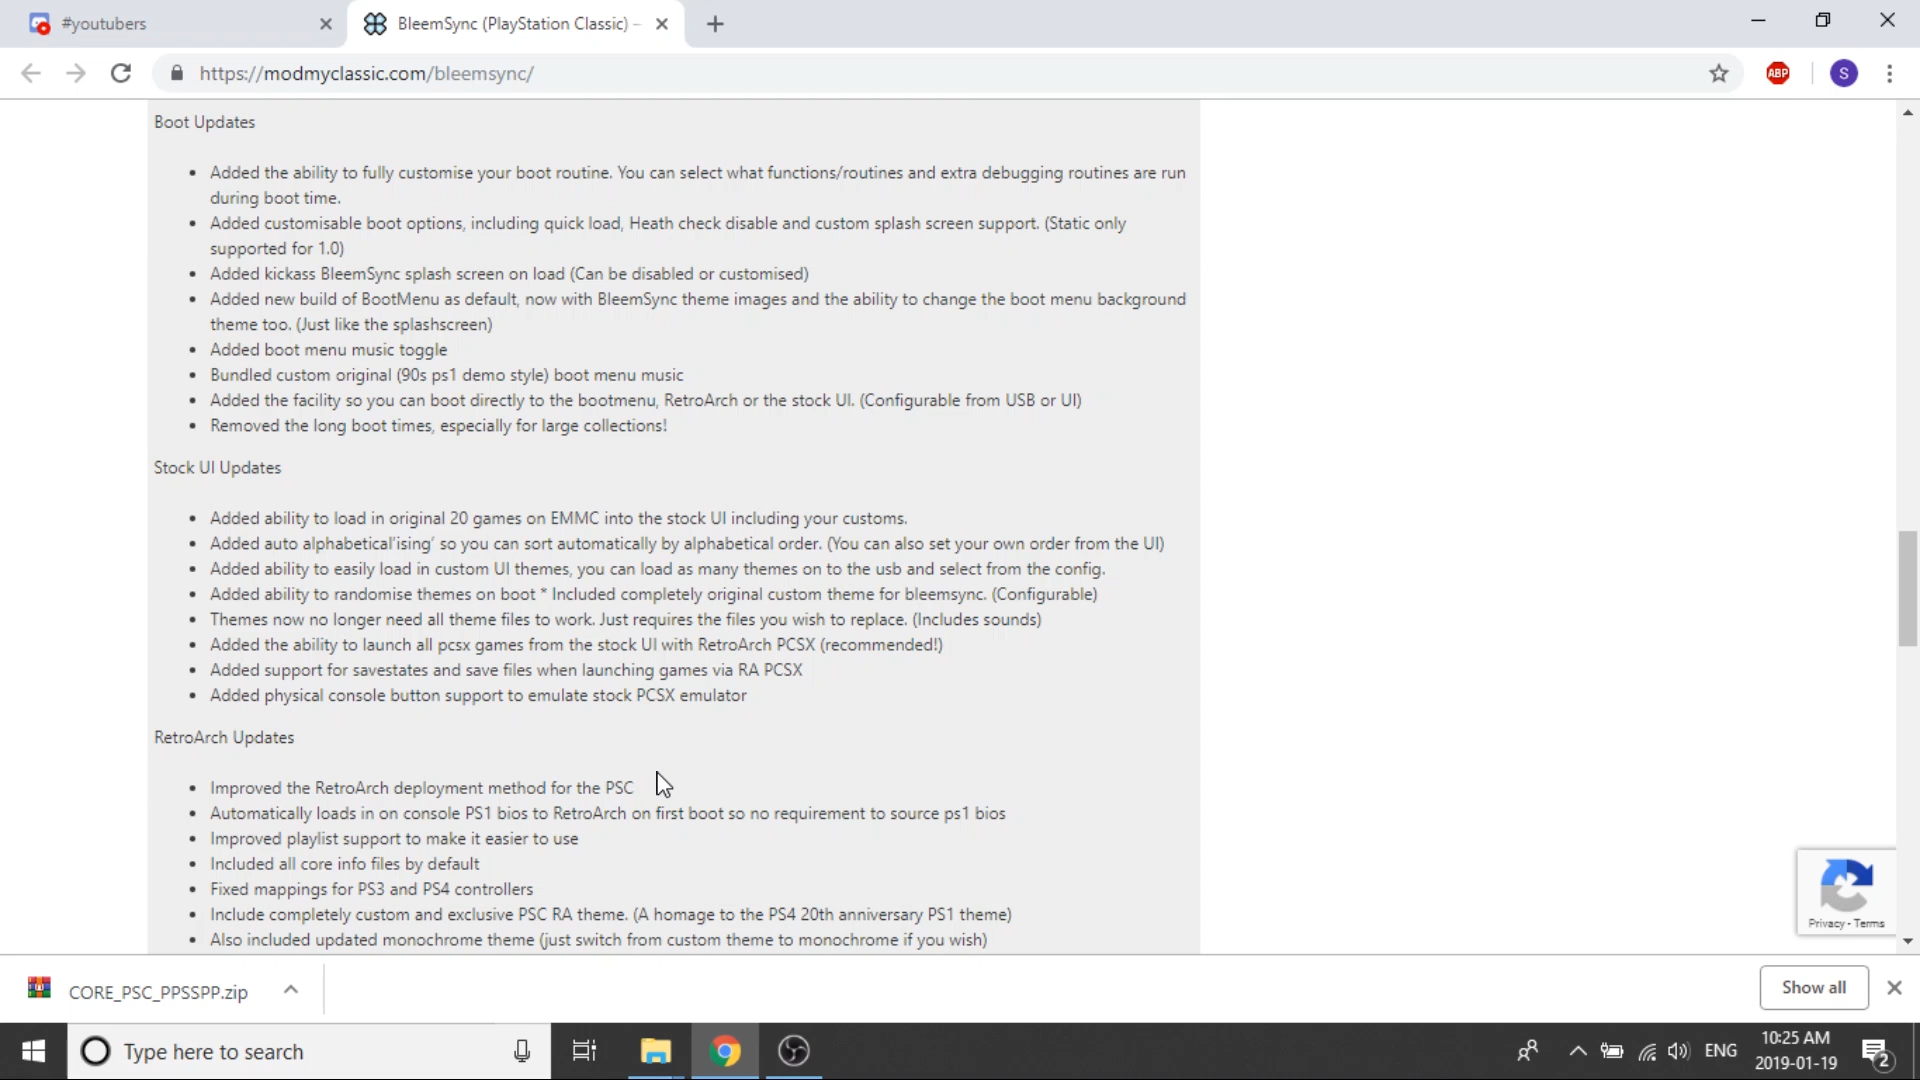 #youtubers
BleemSync (PlayStation Classic) –
https://modmyclassic.com/bleemsync/
ABP
S
Boot Updates
• Added the ability to fully customise your boot routine. You can select what functions/routines and extra debugging routines are run
during boot time.
• Added customisable boot options, including quick load, Heath check disable and custom splash screen support. (Static only
supported for 1.0)
• Added kickass BleemSync splash screen on load (Can be disabled or customised)
• Added new build of BootMenu as default, now with BleemSync theme images and the ability to change the boot menu background
theme too. (Just like the splashscreen)
• Added boot menu music toggle
• Bundled custom original (90s ps1 demo style) boot menu music
• Added the facility so you can boot directly to the bootmenu, RetroArch or the stock UI. (Configurable from USB or UI)
• Removed the long boot times, especially for large collections!
Stock UI Updates
• Added ability to load in original 20 games on EMMC into the stock UI including your customs.
• Added auto alphabetical'ising' so you can sort automatically by alphabetical order. (You can also set your own order from the UI)
• Added ability to easily load in custom UI themes, you can load as many themes on to the usb and select from the config.
• Added ability to randomise themes on boot * Included completely original custom theme for bleemsync. (Configurable)
• Themes now no longer need all theme files to work. Just requires the files you wish to replace. (Includes sounds)
• Added the ability to launch all pcsx games from the stock UI with RetroArch PCSX (recommended!)
• Added support for savestates and save files when launching games via RA PCSX
• Added physical console button support to emulate stock PCSX emulator
RetroArch Updates
• Improved the RetroArch deployment method for the PSC
• Automatically loads in on console PS1 bios to RetroArch on first boot so no requirement to source ps1 bios
• Improved playlist support to make it easier to use
• Included all core info files by default
• Fixed mappings for PS3 and PS4 controllers
• Include completely custom and exclusive PSC RA theme. (A homage to the PS4 20th anniversary PS1 theme)
• Also included updated monochrome theme (just switch from custom theme to monochrome if you wish)
Privacy - Terms
CORE_PSC_PPSSPP.zip
Show all
Type here to search
ENG
10:25 AM
2019-01-19
2